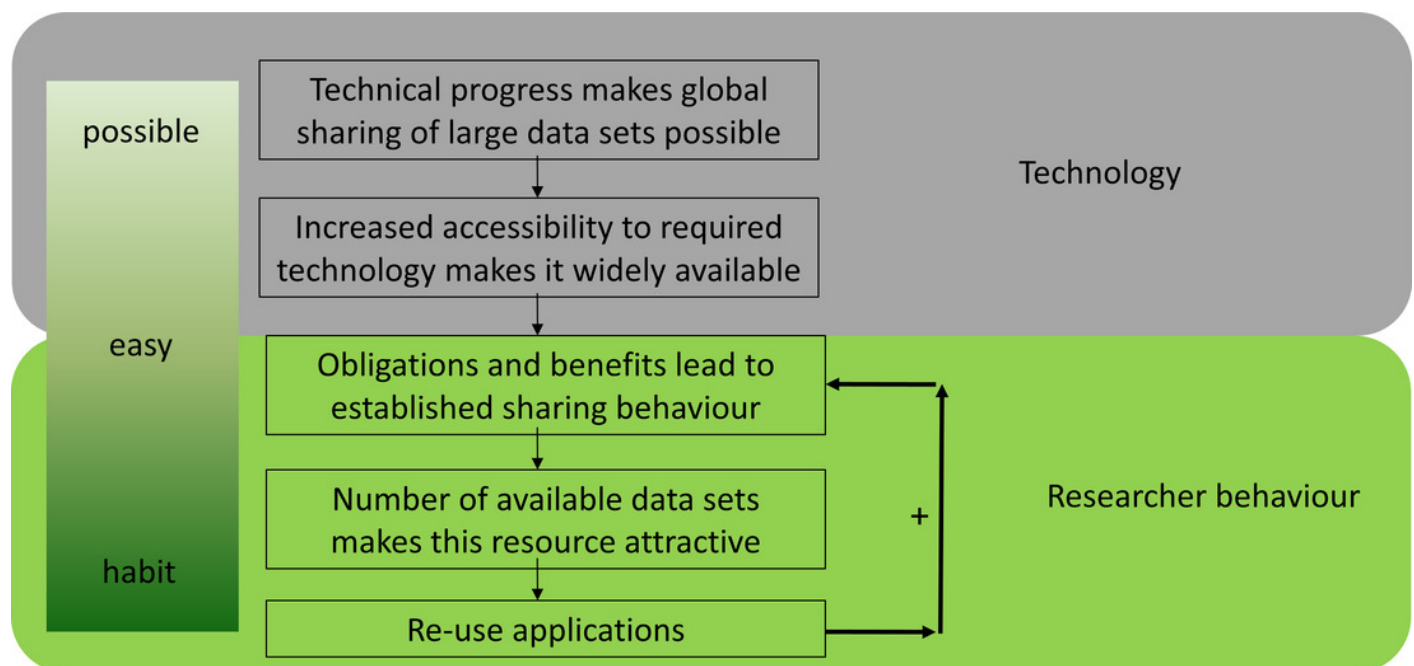 possible
easy
habit
Technical progress makes global
sharing of large data sets possible
Increased accessibility to required
technology makes it widely available
Technology
Obligations and benefits lead to
established sharing behaviour
Number of available data sets
makes this resource attractive
Re-use applications
+
Researcher behaviour